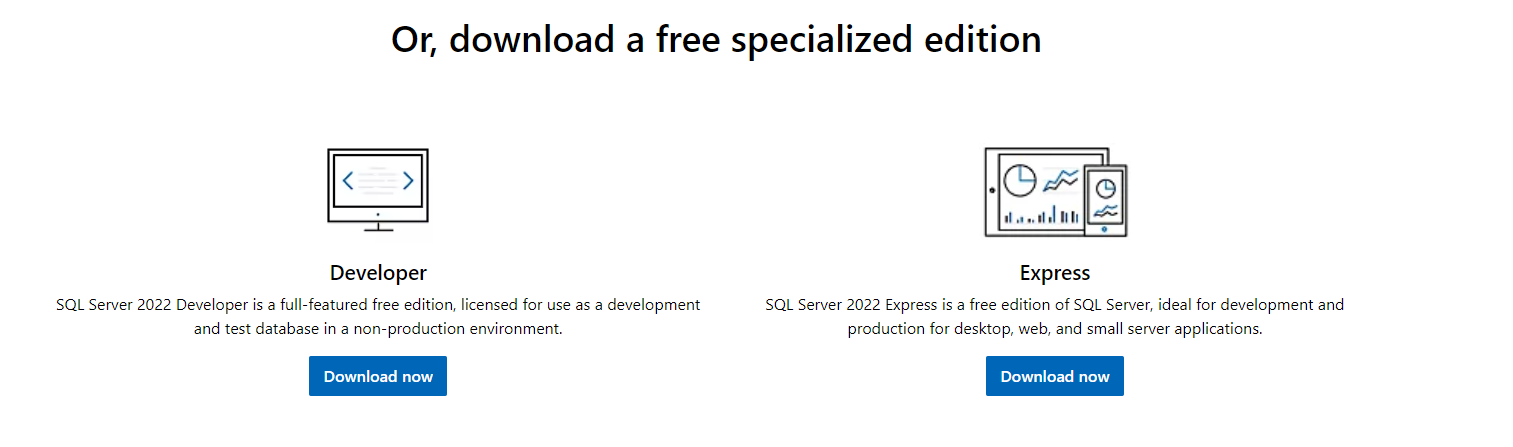 Or, download a free specialized edition
Developer
SQL Server 2022 Developer is a full-featured free edition, licensed for use as a development
and test database in a non-production environment.
Download now
Express
SQL Server 2022 Express is a free edition of SQL Server, ideal for development and
production for desktop, web, and small server applications.
Download now